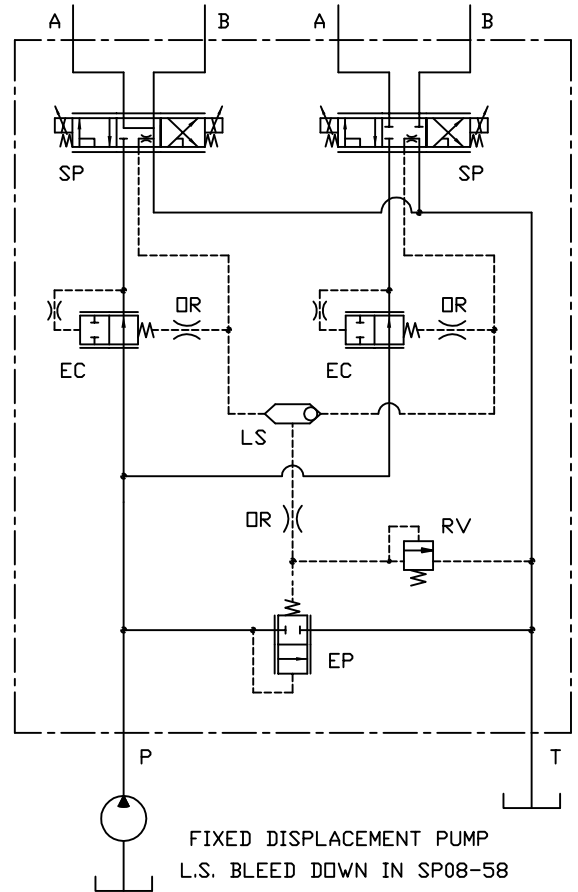 A B A B
SP SP
OR OR
EC EC
LS
OR RV
EP
P T
FIXED DISPLACEMENT PUMP
L.S. BLEED DOWN IN SP08-58